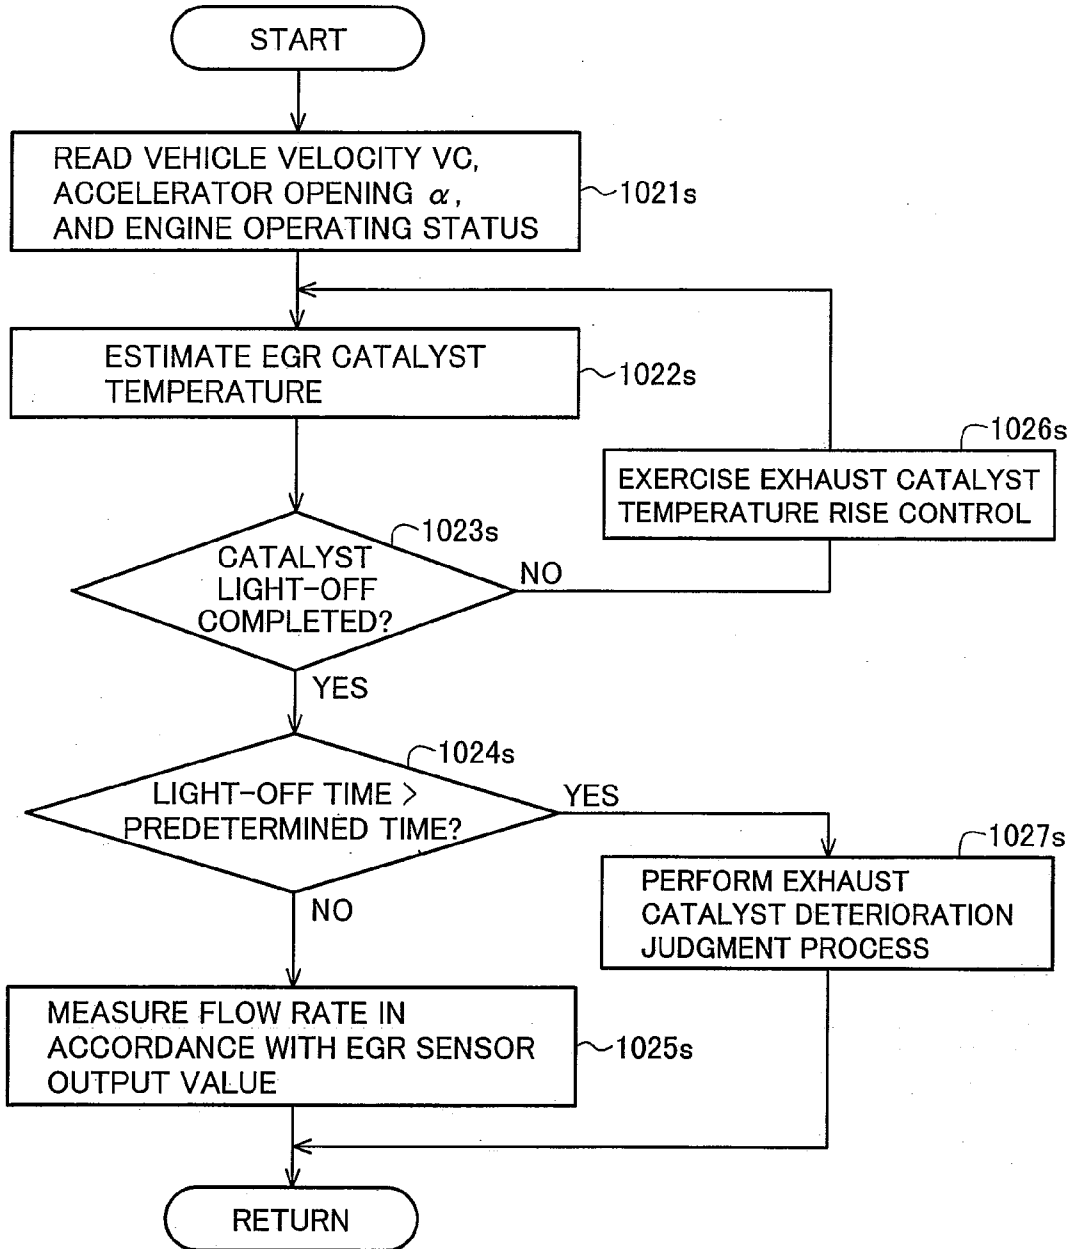 START
READ VEHICLE VELOCITY VC,
ACCELERATOR OPENING α,
AND ENGINE OPERATING STATUS
1021s
ESTIMATE EGR CATALYST
TEMPERATURE
1022s
1026s
EXERCISE EXHAUST CATALYST
TEMPERATURE RISE CONTROL
1023s
CATALYST
LIGHT-OFF
COMPLETED?
NO
YES
1024s
LIGHT-OFF TIME >
PREDETERMINED TIME?
YES
NO
1027s
PERFORM EXHAUST
CATALYST DETERIORATION
JUDGMENT PROCESS
MEASURE FLOW RATE IN
ACCORDANCE WITH EGR SENSOR
OUTPUT VALUE
1025s
RETURN